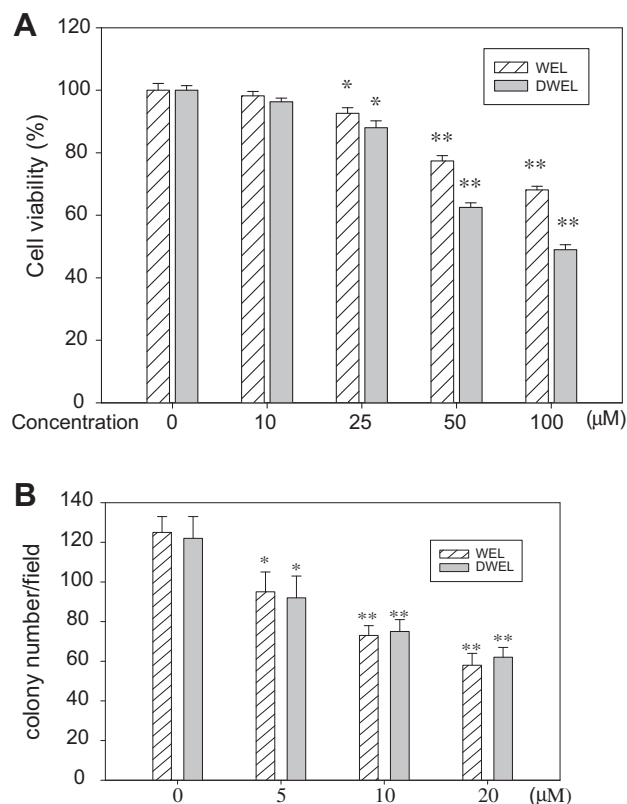 A
Cell viability (%)
120
100
80
60
40
20
0
WEL
DWEL
*
*
**
**
**
**
Concentration 0 10 25 50 100 (μM)
B
colony number/field
140
120
100
80
60
40
20
0
WEL
DWEL
*
*
**
**
**
**
0 5 10 20 (μM)